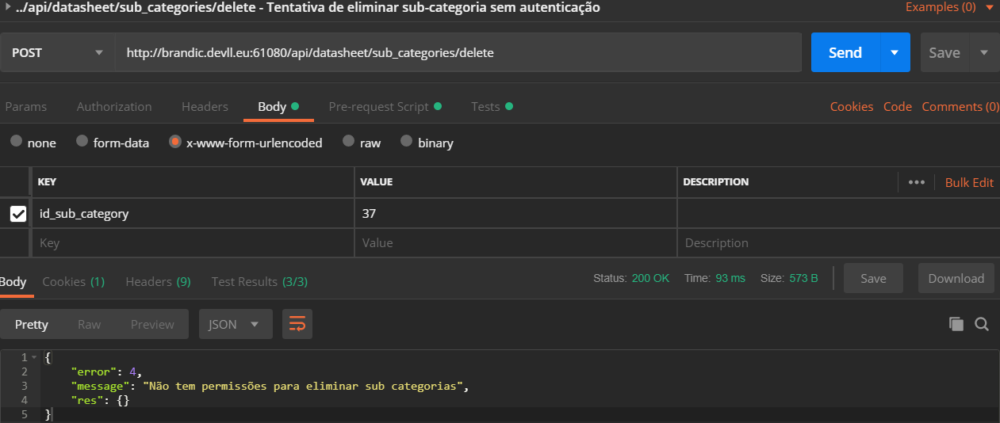 ../api/datasheet/sub_categories/delete - Tentativa de eliminar sub-categoria sem autenticação Examples (0)
POST http://brandic.devll.eu:61080/api/datasheet/sub_categories/delete Send Save
Params Authorization Headers Body Pre-request Script Tests Cookies Code Comments (0)
none form-data x-www-form-urlencoded raw binary
KEY VALUE DESCRIPTION ••• Bulk Edit
id_sub_category 37
Key Value Description
Body Cookies (1) Headers (9) Test Results (3/3) Status: 200 OK Time: 93 ms Size: 573 B Save Download
Pretty Raw Preview JSON
1 {
2 "error": 4,
3 "message": "Não tem permissões para eliminar sub categorias",
4 "res": {}
5 }